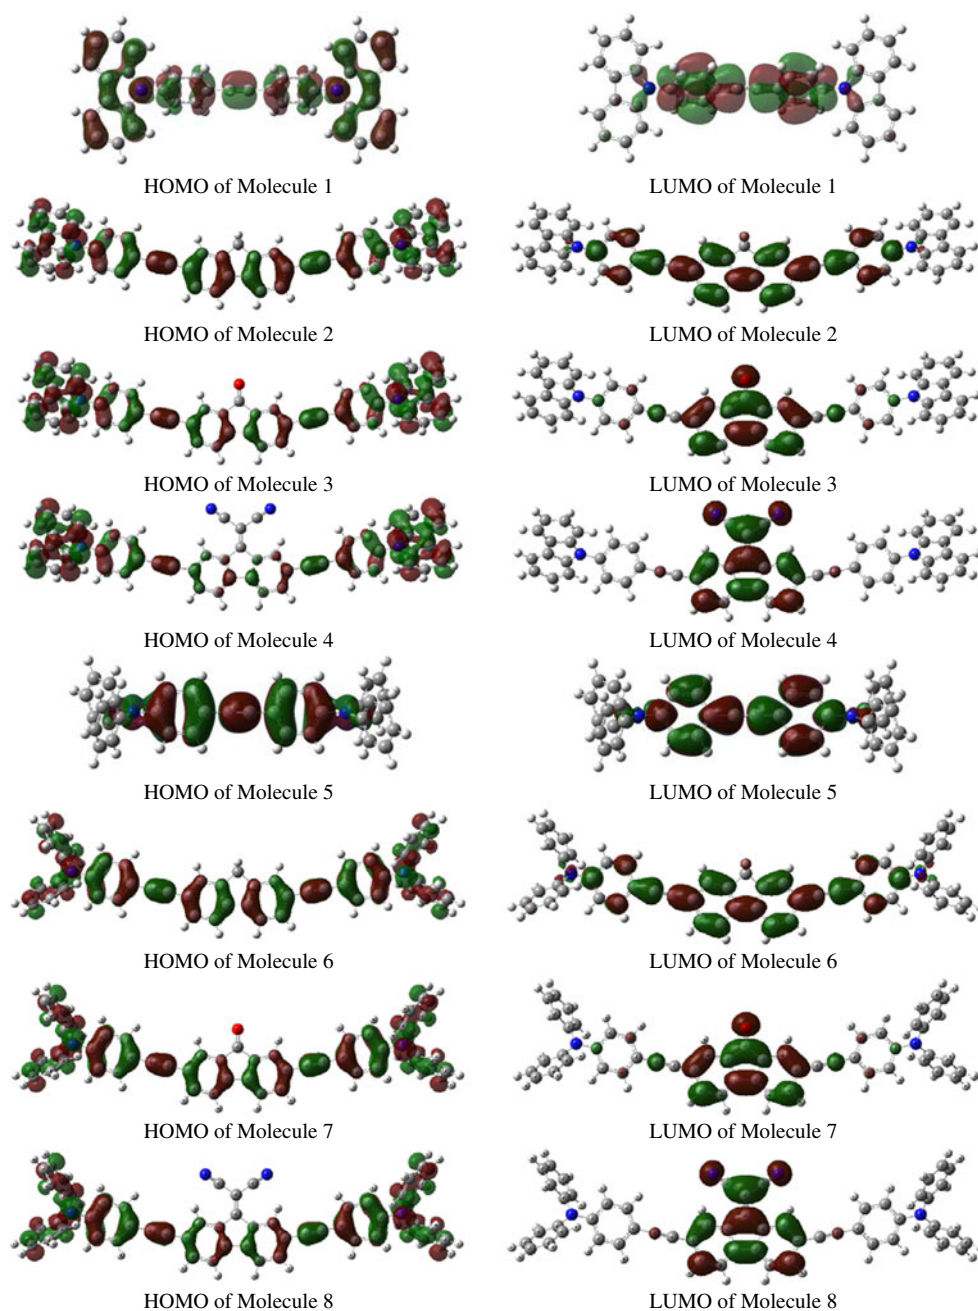 HOMO of Molecule 1 LUMO of Molecule 1
HOMO of Molecule 2 LUMO of Molecule 2
HOMO of Molecule 3 LUMO of Molecule 3
HOMO of Molecule 4 LUMO of Molecule 4
HOMO of Molecule 5 LUMO of Molecule 5
HOMO of Molecule 6 LUMO of Molecule 6
HOMO of Molecule 7 LUMO of Molecule 7
HOMO of Molecule 8 LUMO of Molecule 8